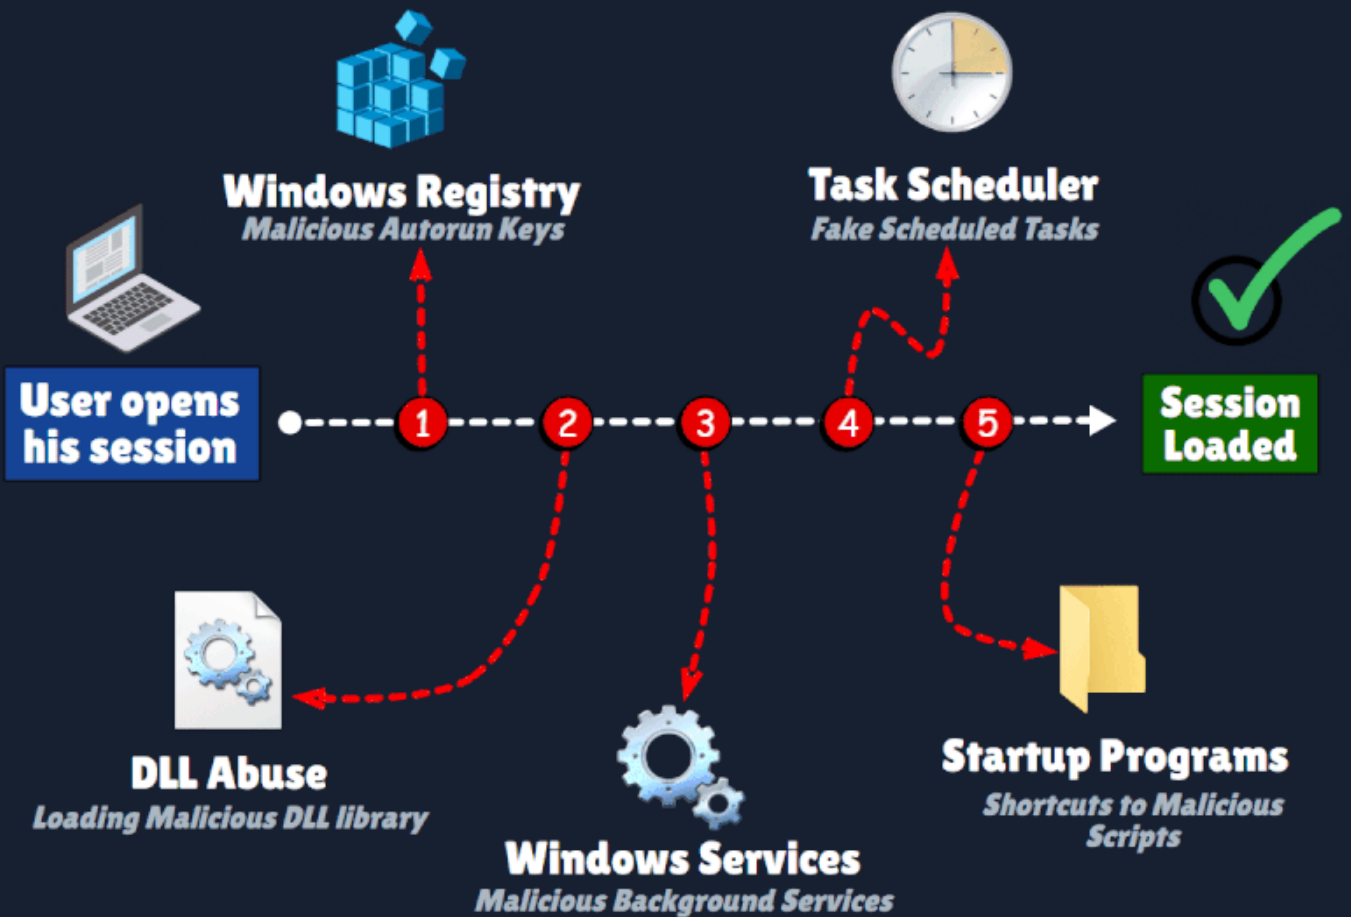 Windows Registry
Malicious Autorun Keys
Task Scheduler
Fake Scheduled Tasks
User opens
his session
1
2
3
4
5
Session
Loaded
DLL Abuse
Loading Malicious DLL library
Windows Services
Malicious Background Services
Startup Programs
Shortcuts to Malicious
Scripts